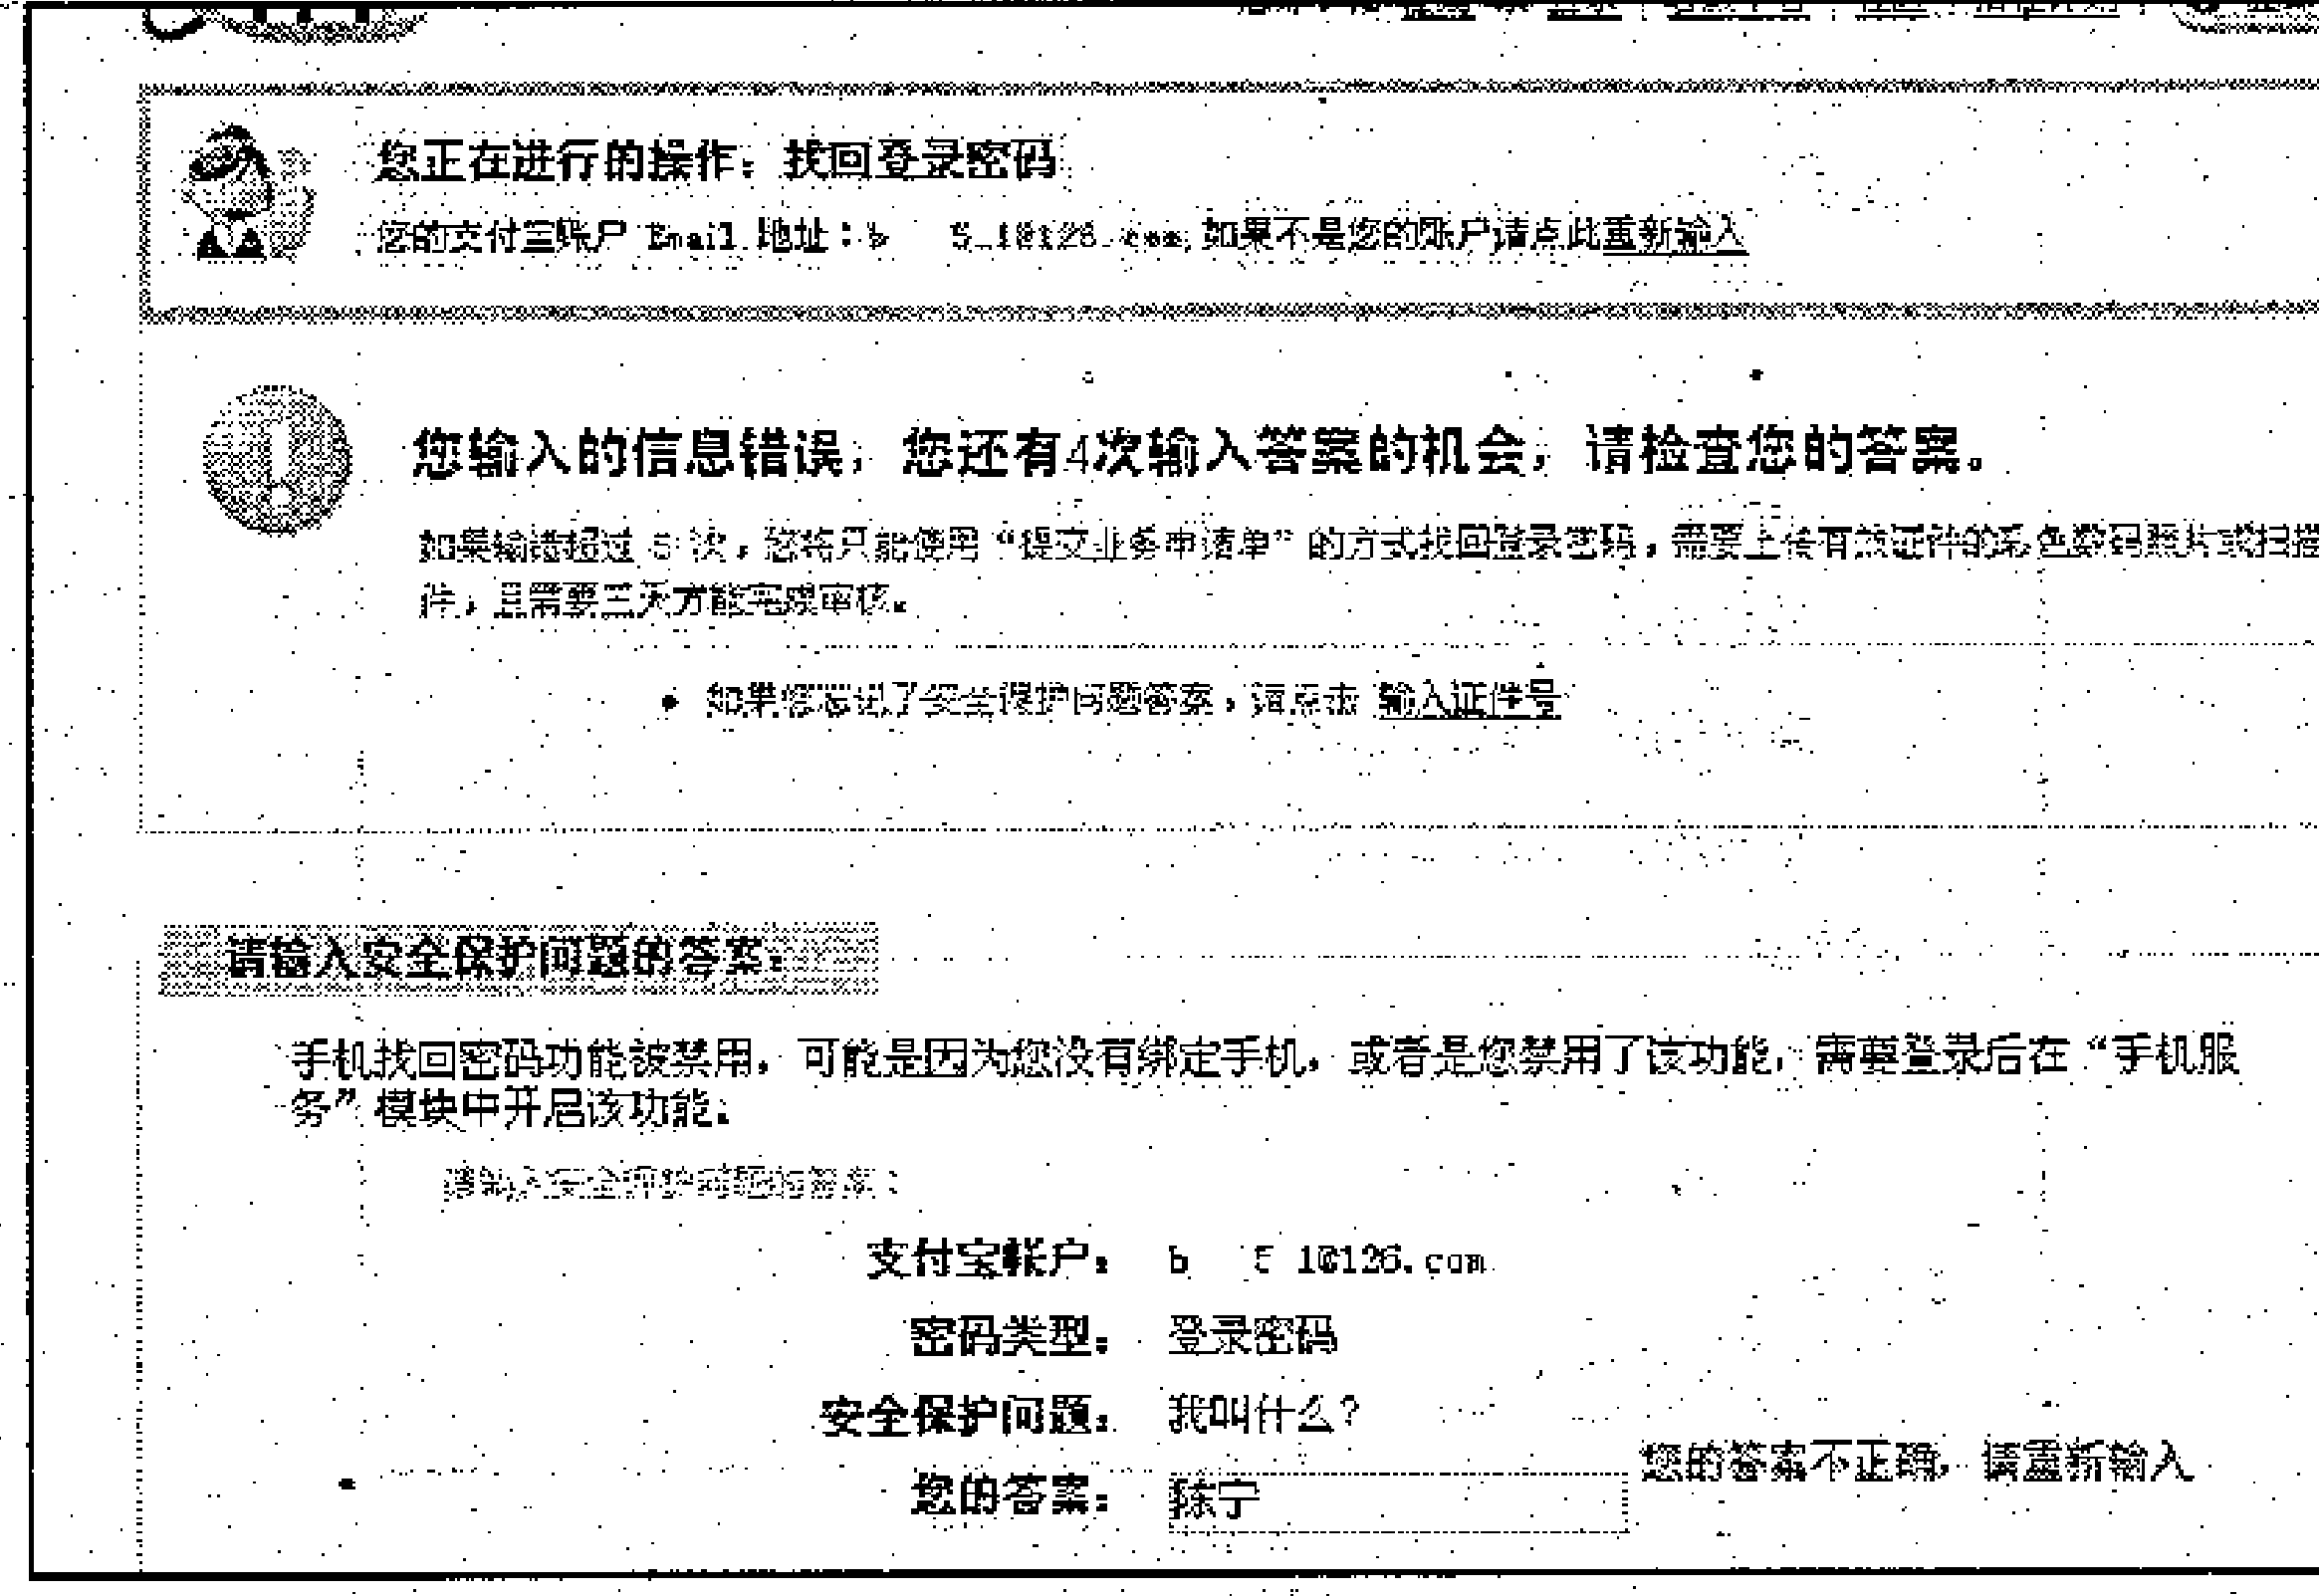 您正在进行的操作：找回登录密码
您的支付宝账户 Email 地址：b 5_10126.com,如果不是您的账户请点此重新输入
您输入的信息错误，您还有4次输入答案的机会，请检查您的答案。
如果输错超过 5 次，您将只能使用“提交业务申请单”的方式找回登录密码，需要上传有效证件的彩色数码照片或扫描
件，且需要三天才能完成审核。
• 如果您忘记了安全保护问题答案，请点击 输入证件号
请输入安全保护问题的答案：
手机找回密码功能被禁用，可能是因为您没有绑定手机，或者是您禁用了该功能，需要登录后在“手机服
务”模块中开启该功能。
请输入安全保护问题的答案：
支付宝帐户： b 5 10126.com
密码类型： 登录密码
安全保护问题： 我叫什么？
您的答案： 陈宁 您的答案不正确，请重新输入